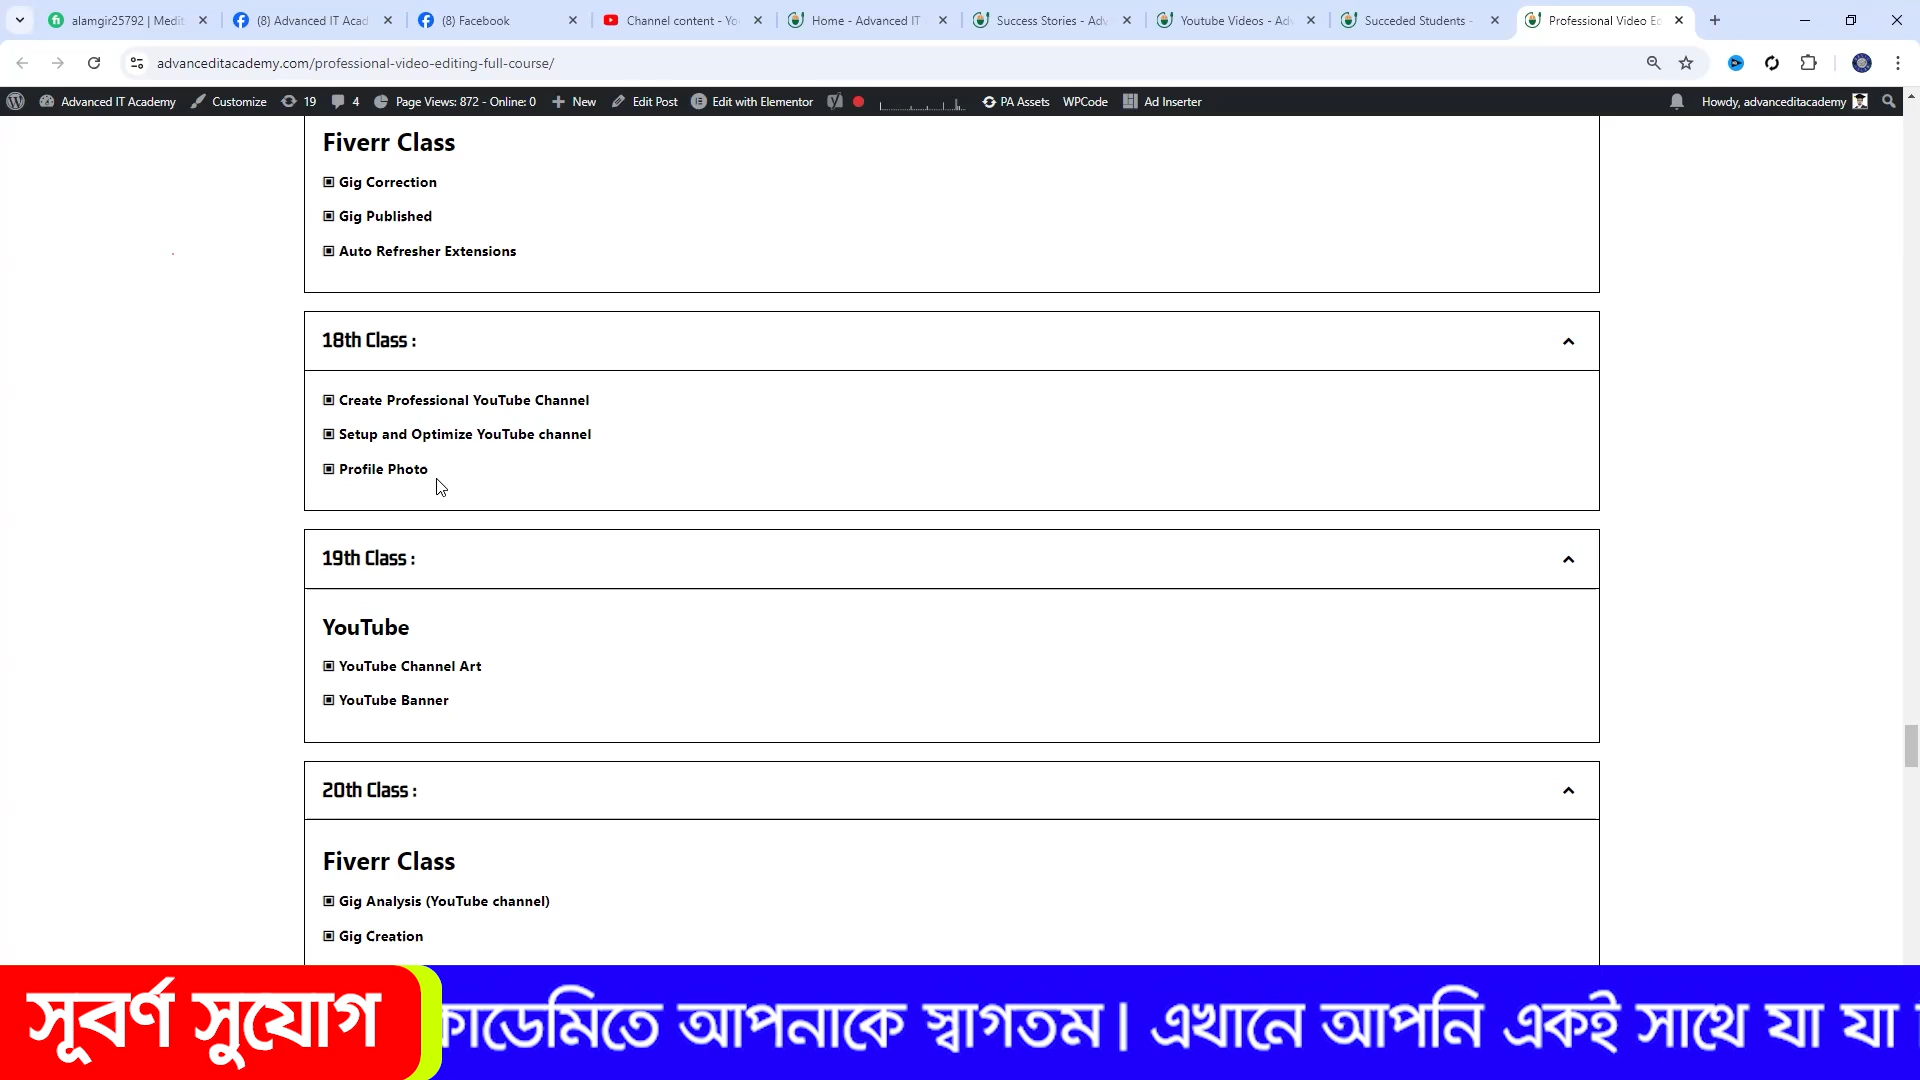 alamgir25792 | Medit
(8) Advanced IT Acad
(8) Facebook
Channel content - Yo
Home - Advanced IT
Success Stories - Adv
Youtube Videos - Ad
Succeded Students -
Professional Video Ed
advanceditacademy.com/professional-video-editing-full-course/
Advanced IT Academy
Customize
19
4
Page Views: 872 - Online: 0
New
Edit Post
Edit with Elementor
PA Assets
WPCode
Ad Inserter
Howdy, advanceditacademy
Fiverr Class
Gig Correction
Gig Published
Auto Refresher Extensions
18th Class :
Create Professional YouTube Channel
Setup and Optimize YouTube channel
Profile Photo
19th Class :
YouTube
YouTube Channel Art
YouTube Banner
20th Class :
Fiverr Class
Gig Analysis (YouTube channel)
Gig Creation
সূবর্ণ সুযোগ
কাডেমিতে আপনাকে স্বাগতম | এখানে আপনি একই সাথে যা যা